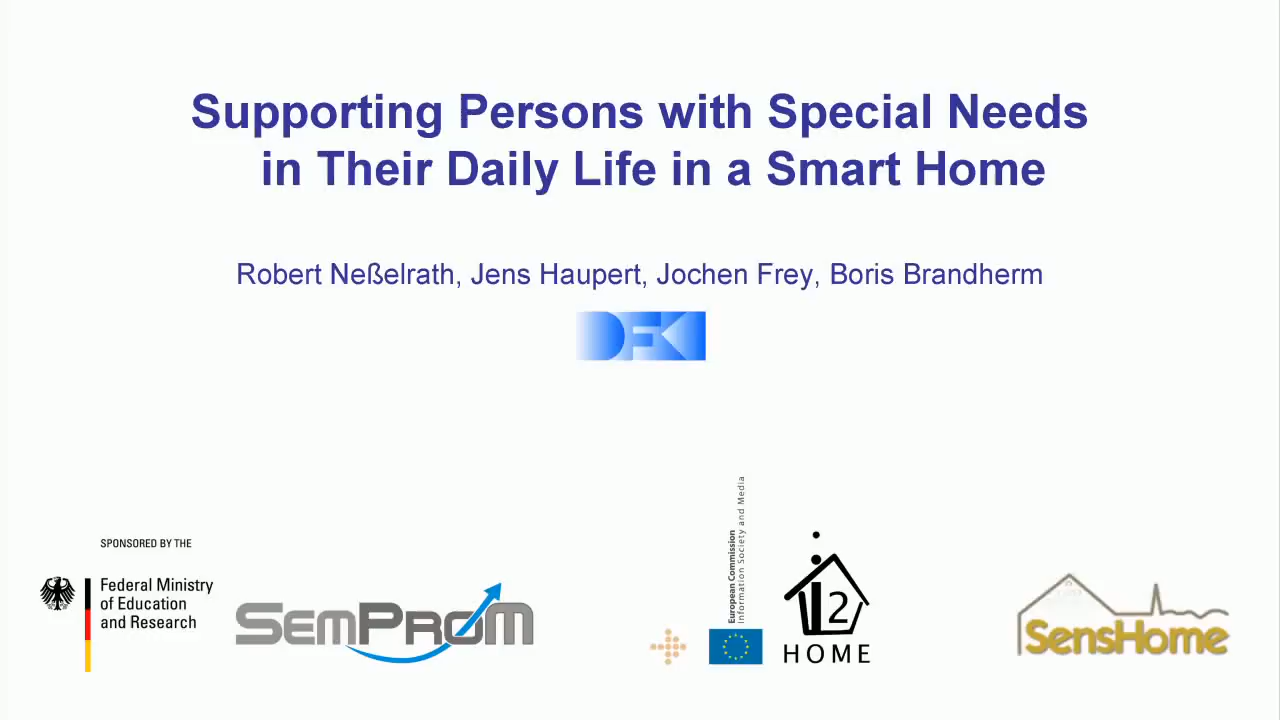 Supporting Persons with Special Needs
in Their Daily Life in a Smart Home
Robert Neßelrath, Jens Haupert, Jochen Frey, Boris Brandherm
DFKI
SPONSORED BY THE
Federal Ministry
of Education
and Research
SEMPROM
European Commission
Information Society and Media
i2
HOME
SensHome